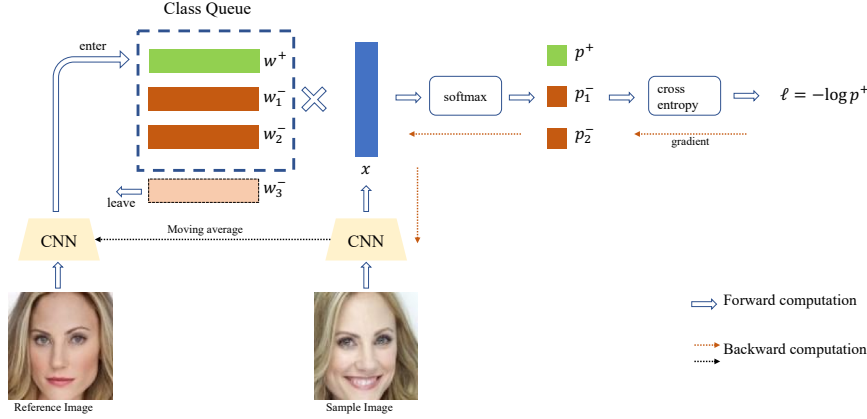 Class Queue
enter
w⁺
w₁⁻
w₂⁻
w₃⁻
leave
x
softmax
p⁺
p₁⁻
p₂⁻
cross
entropy
ℓ = −log p⁺
gradient
CNN
Moving average
CNN
Forward computation
Backward computation
Reference Image
Sample Image